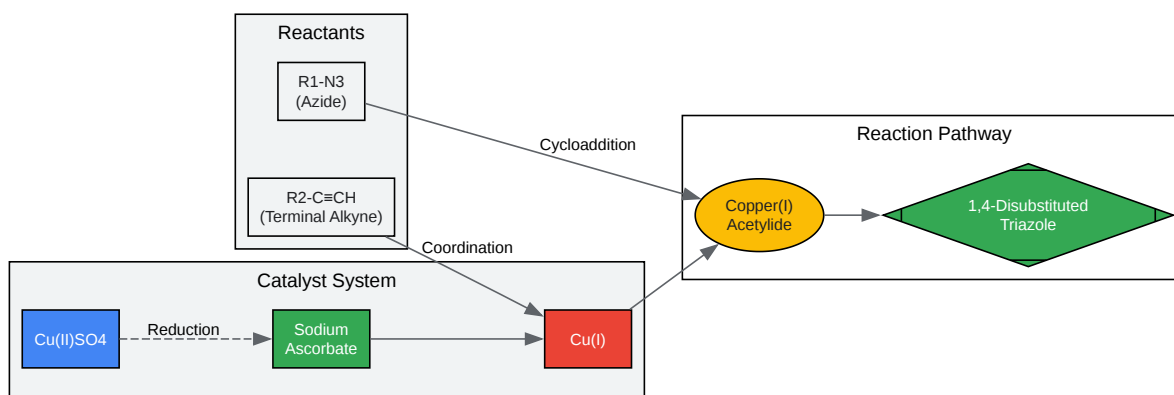 Reactants
R1-N3
(Azide)
Cycloaddition
Reaction Pathway
R2-C≡CH
(Terminal Alkyne)
Copper(I)
Acetylide
1,4-Disubstituted
Triazole
Coordination
Catalyst System
Cu(II)SO4
Reduction
Sodium
Ascorbate
Cu(I)